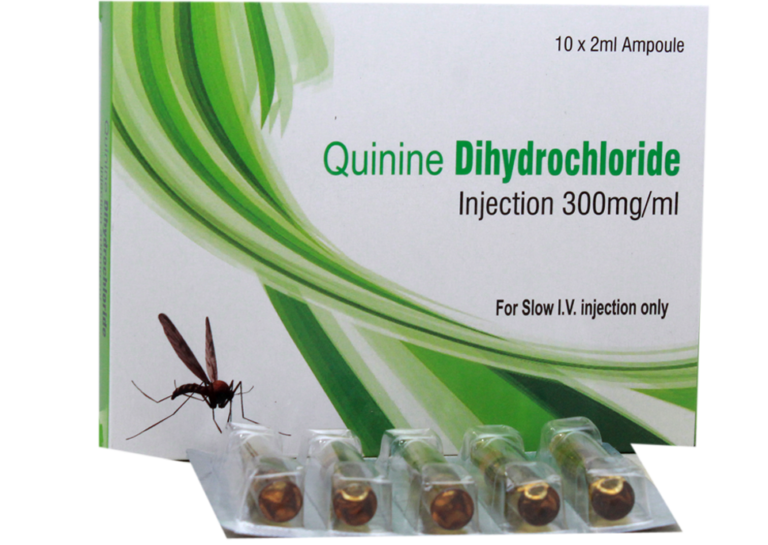 10 x 2ml Ampoule
Quinine Dihydrochloride
Injection 300mg/ml
For Slow I.V. injection only